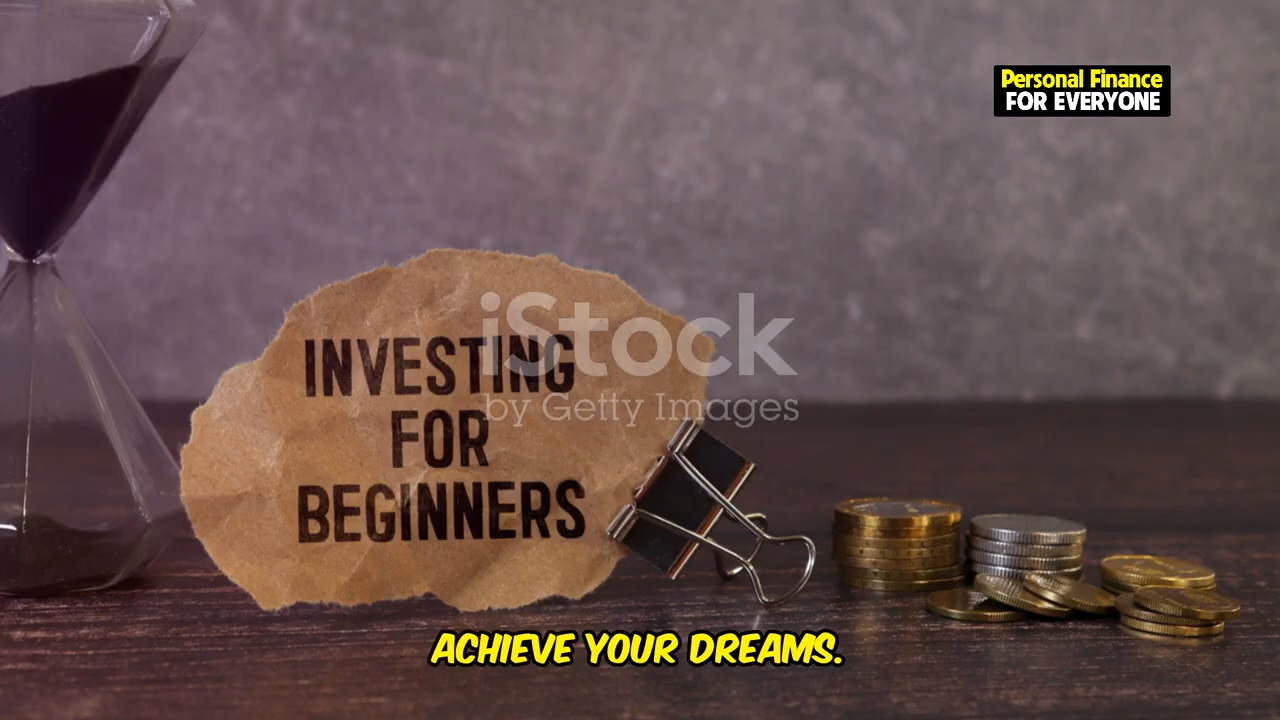 Personal Finance
FOR EVERYONE
iStock
by Getty Images
INVESTING
FOR
BEGINNERS
ACHIEVE YOUR DREAMS.